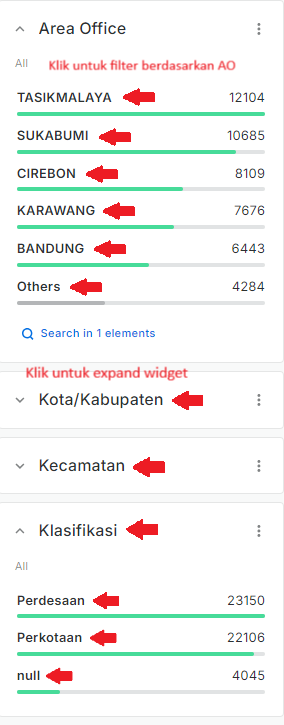 Area Office
All
Klik untuk filter berdasarkan AO
TASIKMALAYA 12104
SUKABUMI 10685
CIREBON 8109
KARAWANG 7676
BANDUNG 6443
Others 4284
Search in 1 elements
Klik untuk expand widget
Kota/Kabupaten
Kecamatan
Klasifikasi
All
Perdesaan 23150
Perkotaan 22106
null 4045